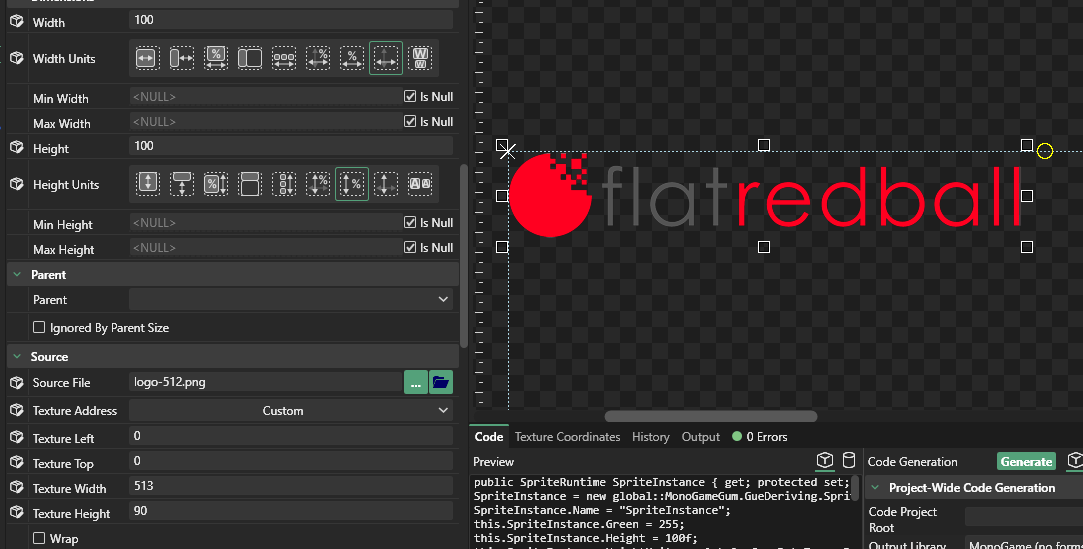 Dimensions
Width 100
Width Units
Min Width <NULL> Is Null
Max Width <NULL> Is Null
Height 100
Height Units
Min Height <NULL> Is Null
Max Height <NULL> Is Null
Parent
Parent
Ignored By Parent Size
Source
Source File logo-512.png ...
Texture Address Custom
Texture Left 0
Texture Top 0
Texture Width 513
Texture Height 90
Wrap
flatredball
Code Texture Coordinates History Output 0 Errors
Preview
public SpriteRuntime SpriteInstance { get; protected set;
SpriteInstance = new global::MonoGameGum.GueDeriving.Spri
SpriteInstance.Name = "SpriteInstance";
this.SpriteInstance.Green = 255;
this.SpriteInstance.Height = 100f;
Code Generation Generate
Project-Wide Code Generation
Code Project
Root
Output Library MonoGame (no forms